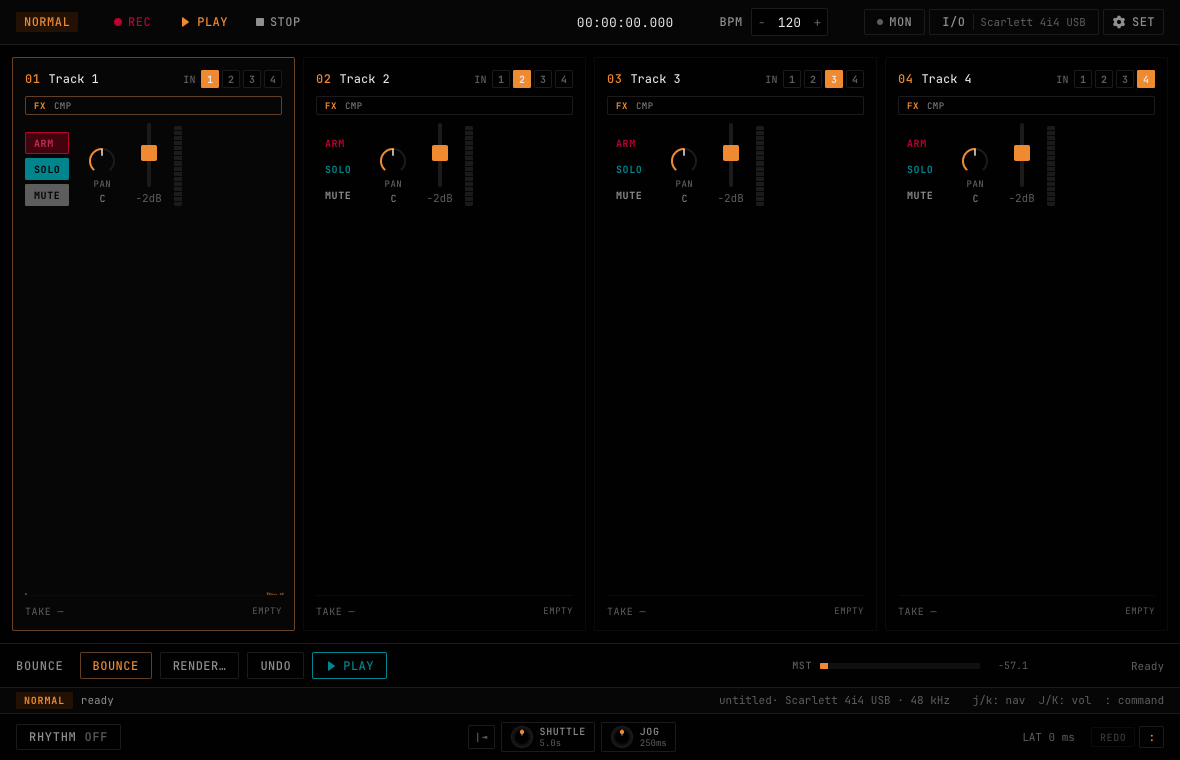 NORMAL REC PLAY STOP 00:00:00.000 BPM - 120 + MON I/O Scarlett 4i4 USB SET
01 Track 1 IN 1 2 3 4
FX CMP
ARM
SOLO
MUTE
PAN
C
-2dB
TAKE —
EMPTY
02 Track 2 IN 1 2 3 4
FX CMP
ARM
SOLO
MUTE
PAN
C
-2dB
TAKE —
EMPTY
03 Track 3 IN 1 2 3 4
FX CMP
ARM
SOLO
MUTE
PAN
C
-2dB
TAKE —
EMPTY
04 Track 4 IN 1 2 3 4
FX CMP
ARM
SOLO
MUTE
PAN
C
-2dB
TAKE —
EMPTY
BOUNCE BOUNCE RENDER… UNDO PLAY MST -57.1 Ready
NORMAL ready untitled· Scarlett 4i4 USB · 48 kHz j/k: nav J/K: vol : command
RHYTHM OFF SHUTTLE 5.0s JOG 250ms LAT 0 ms REDO :